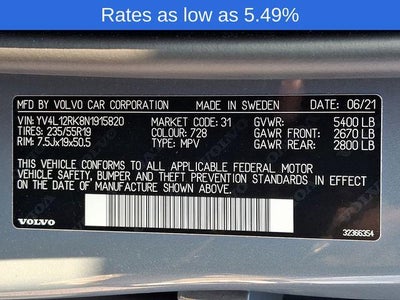 Rates as low as 5.49%
MFD BY VOLVO CAR CORPORATION MADE IN SWEDEN DATE: 06/21
VIN: YV4L12RK8N1915820 MARKET CODE: 31 GVWR: 5400 LB
TIRES: 235/55R19 COLOUR: 728 GAWR FRONT: 2670 LB
RIM: 7.5Jx19x50.5 TYPE: MPV GAWR REAR: 2800 LB
THIS VEHICLE CONFORMS TO ALL APPLICABLE FEDERAL MOTOR
VEHICLE SAFETY, BUMPER AND THEFT PREVENTION STANDARDS IN EFFECT
ON THE DATE OF MANUFACTURE SHOWN ABOVE.
VOLVO
32366354